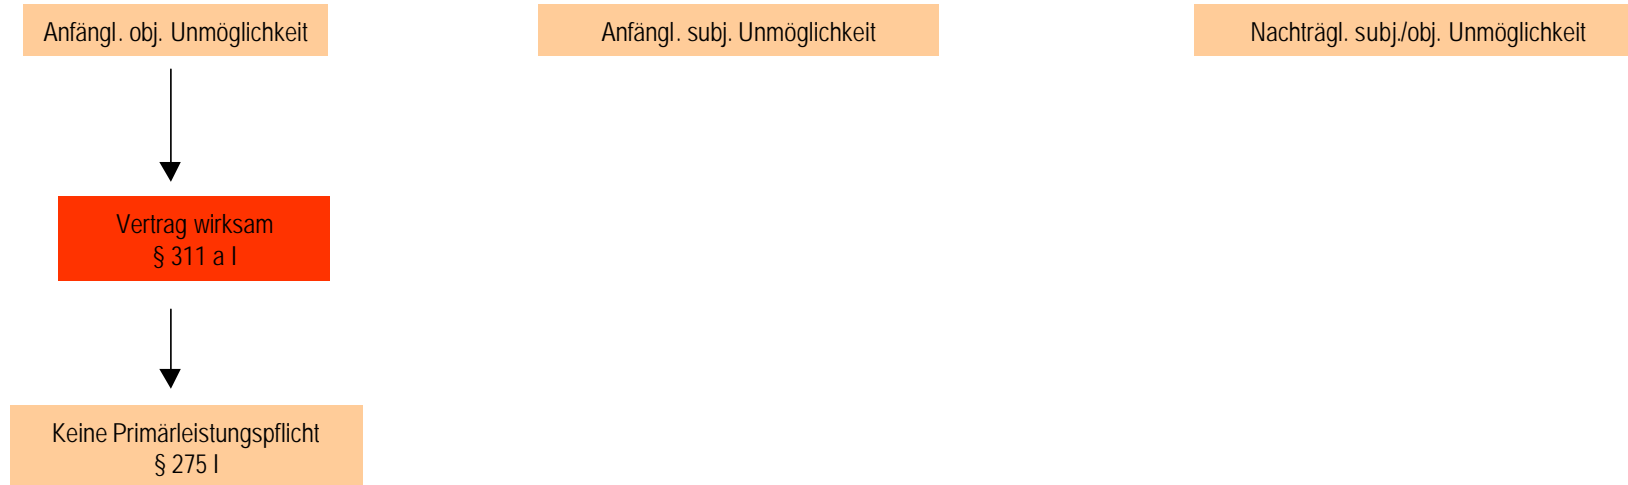 Anfängl. obj. Unmöglichkeit
Anfängl. subj. Unmöglichkeit
Nachträgl. subj./obj. Unmöglichkeit
Vertrag wirksam
§ 311 a I
Keine Primärleistungspflicht
§ 275 I